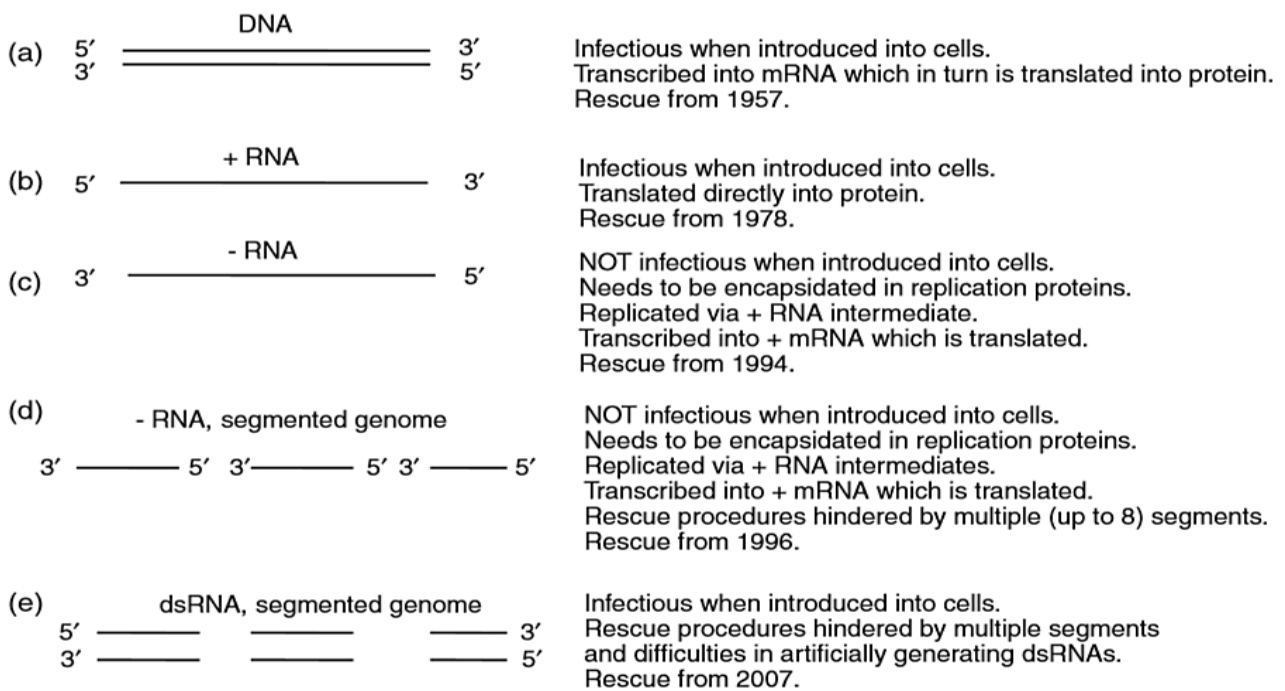 (a) DNA
5′ 3′
3′ 5′
Infectious when introduced into cells.
Transcribed into mRNA which in turn is translated into protein.
Rescue from 1957.
(b) + RNA
5′ 3′
Infectious when introduced into cells.
Translated directly into protein.
Rescue from 1978.
(c) - RNA
3′ 5′
NOT infectious when introduced into cells.
Needs to be encapsidated in replication proteins.
Replicated via + RNA intermediate.
Transcribed into + mRNA which is translated.
Rescue from 1994.
(d) - RNA, segmented genome
3′ 5′ 3′ 5′ 3′ 5′
NOT infectious when introduced into cells.
Needs to be encapsidated in replication proteins.
Replicated via + RNA intermediates.
Transcribed into + mRNA which is translated.
Rescue procedures hindered by multiple (up to 8) segments.
Rescue from 1996.
(e) dsRNA, segmented genome
5′ 3′
3′ 5′
Infectious when introduced into cells.
Rescue procedures hindered by multiple segments
and difficulties in artificially generating dsRNAs.
Rescue from 2007.